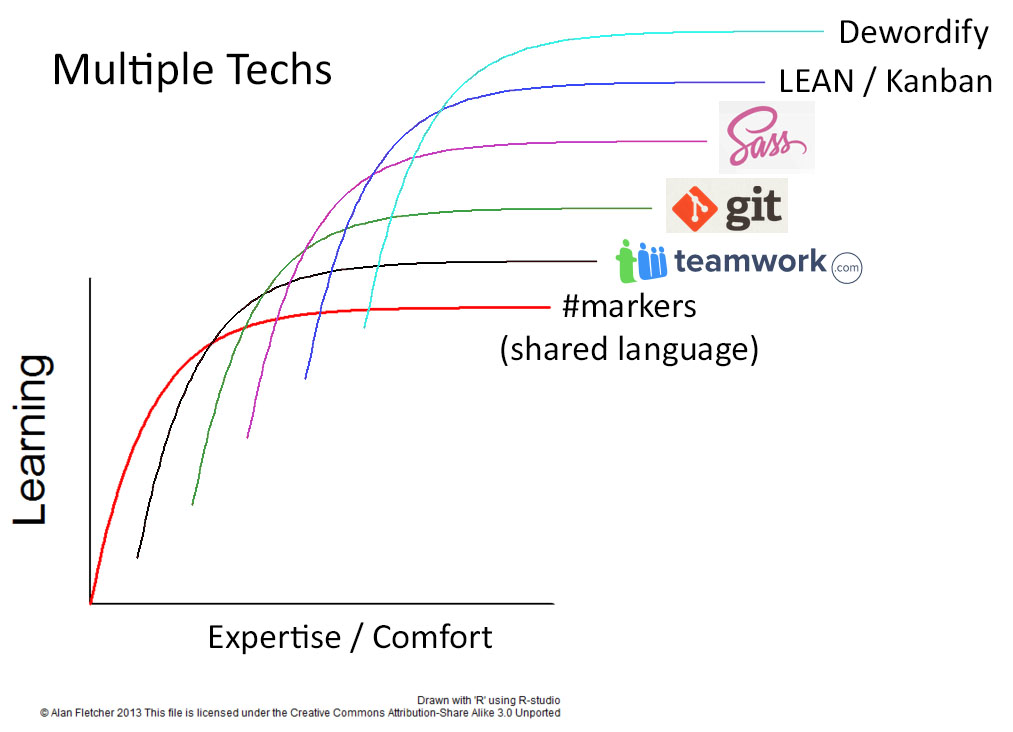 Multiple Techs
Dewordify
LEAN / Kanban
Sass
git
teamwork.com
#markers
(shared language)
Learning
Expertise / Comfort
Drawn with 'R' using R-studio
© Alan Fletcher 2013 This file is licensed under the Creative Commons Attribution-Share Alike 3.0 Unported